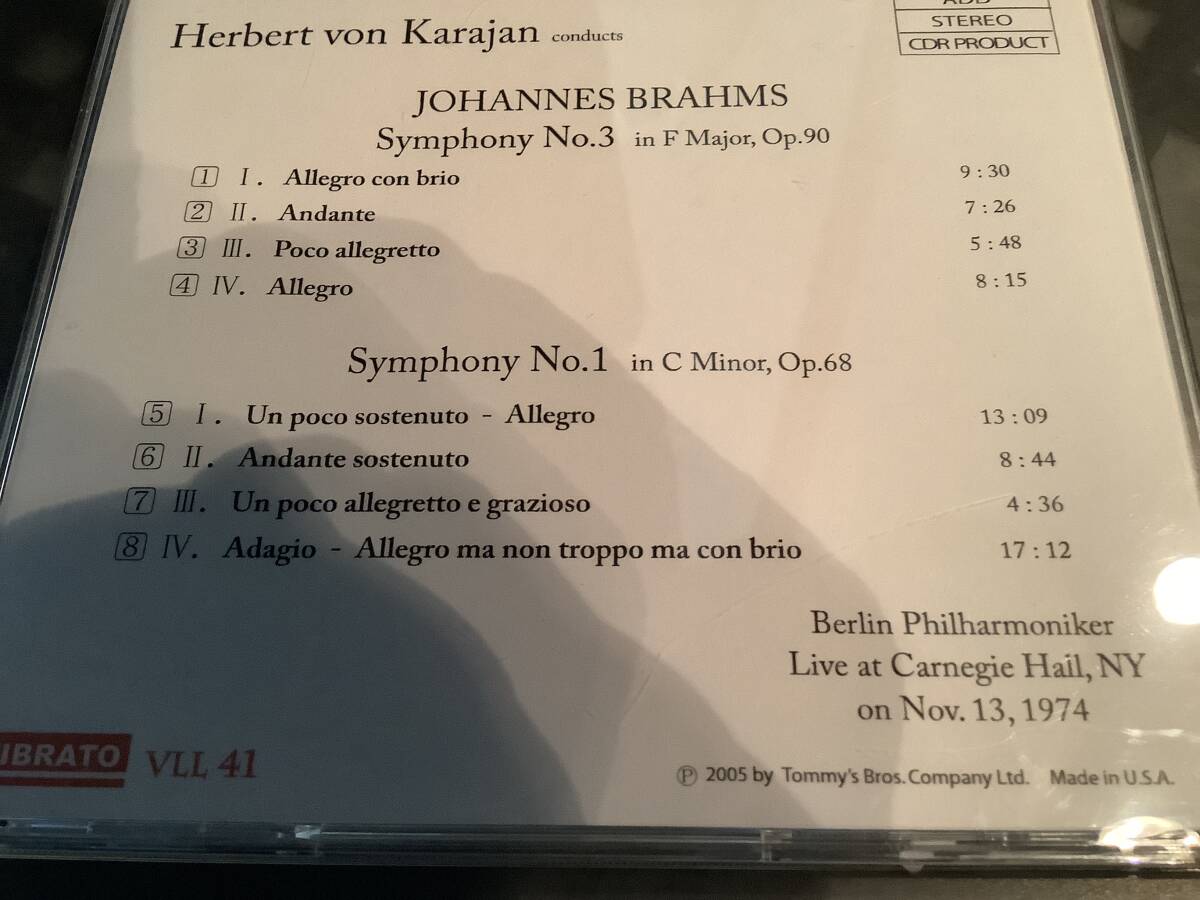 ADD
Herbert von Karajan conducts
STEREO
CDR PRODUCT
JOHANNES BRAHMS
Symphony No.3 in F Major, Op.90
1 I. Allegro con brio 9:30
2 II. Andante 7:26
3 III. Poco allegretto 5:48
4 IV. Allegro 8:15
Symphony No.1 in C Minor, Op.68
5 I. Un poco sostenuto - Allegro 13:09
6 II. Andante sostenuto 8:44
7 III. Un poco allegretto e grazioso 4:36
8 IV. Adagio - Allegro ma non troppo ma con brio 17:12
Berlin Philharmoniker
Live at Carnegie Hail, NY
on Nov. 13, 1974
IBRATO VLL 41
℗ 2005 by Tommy's Bros. Company Ltd. Made in U.S.A.